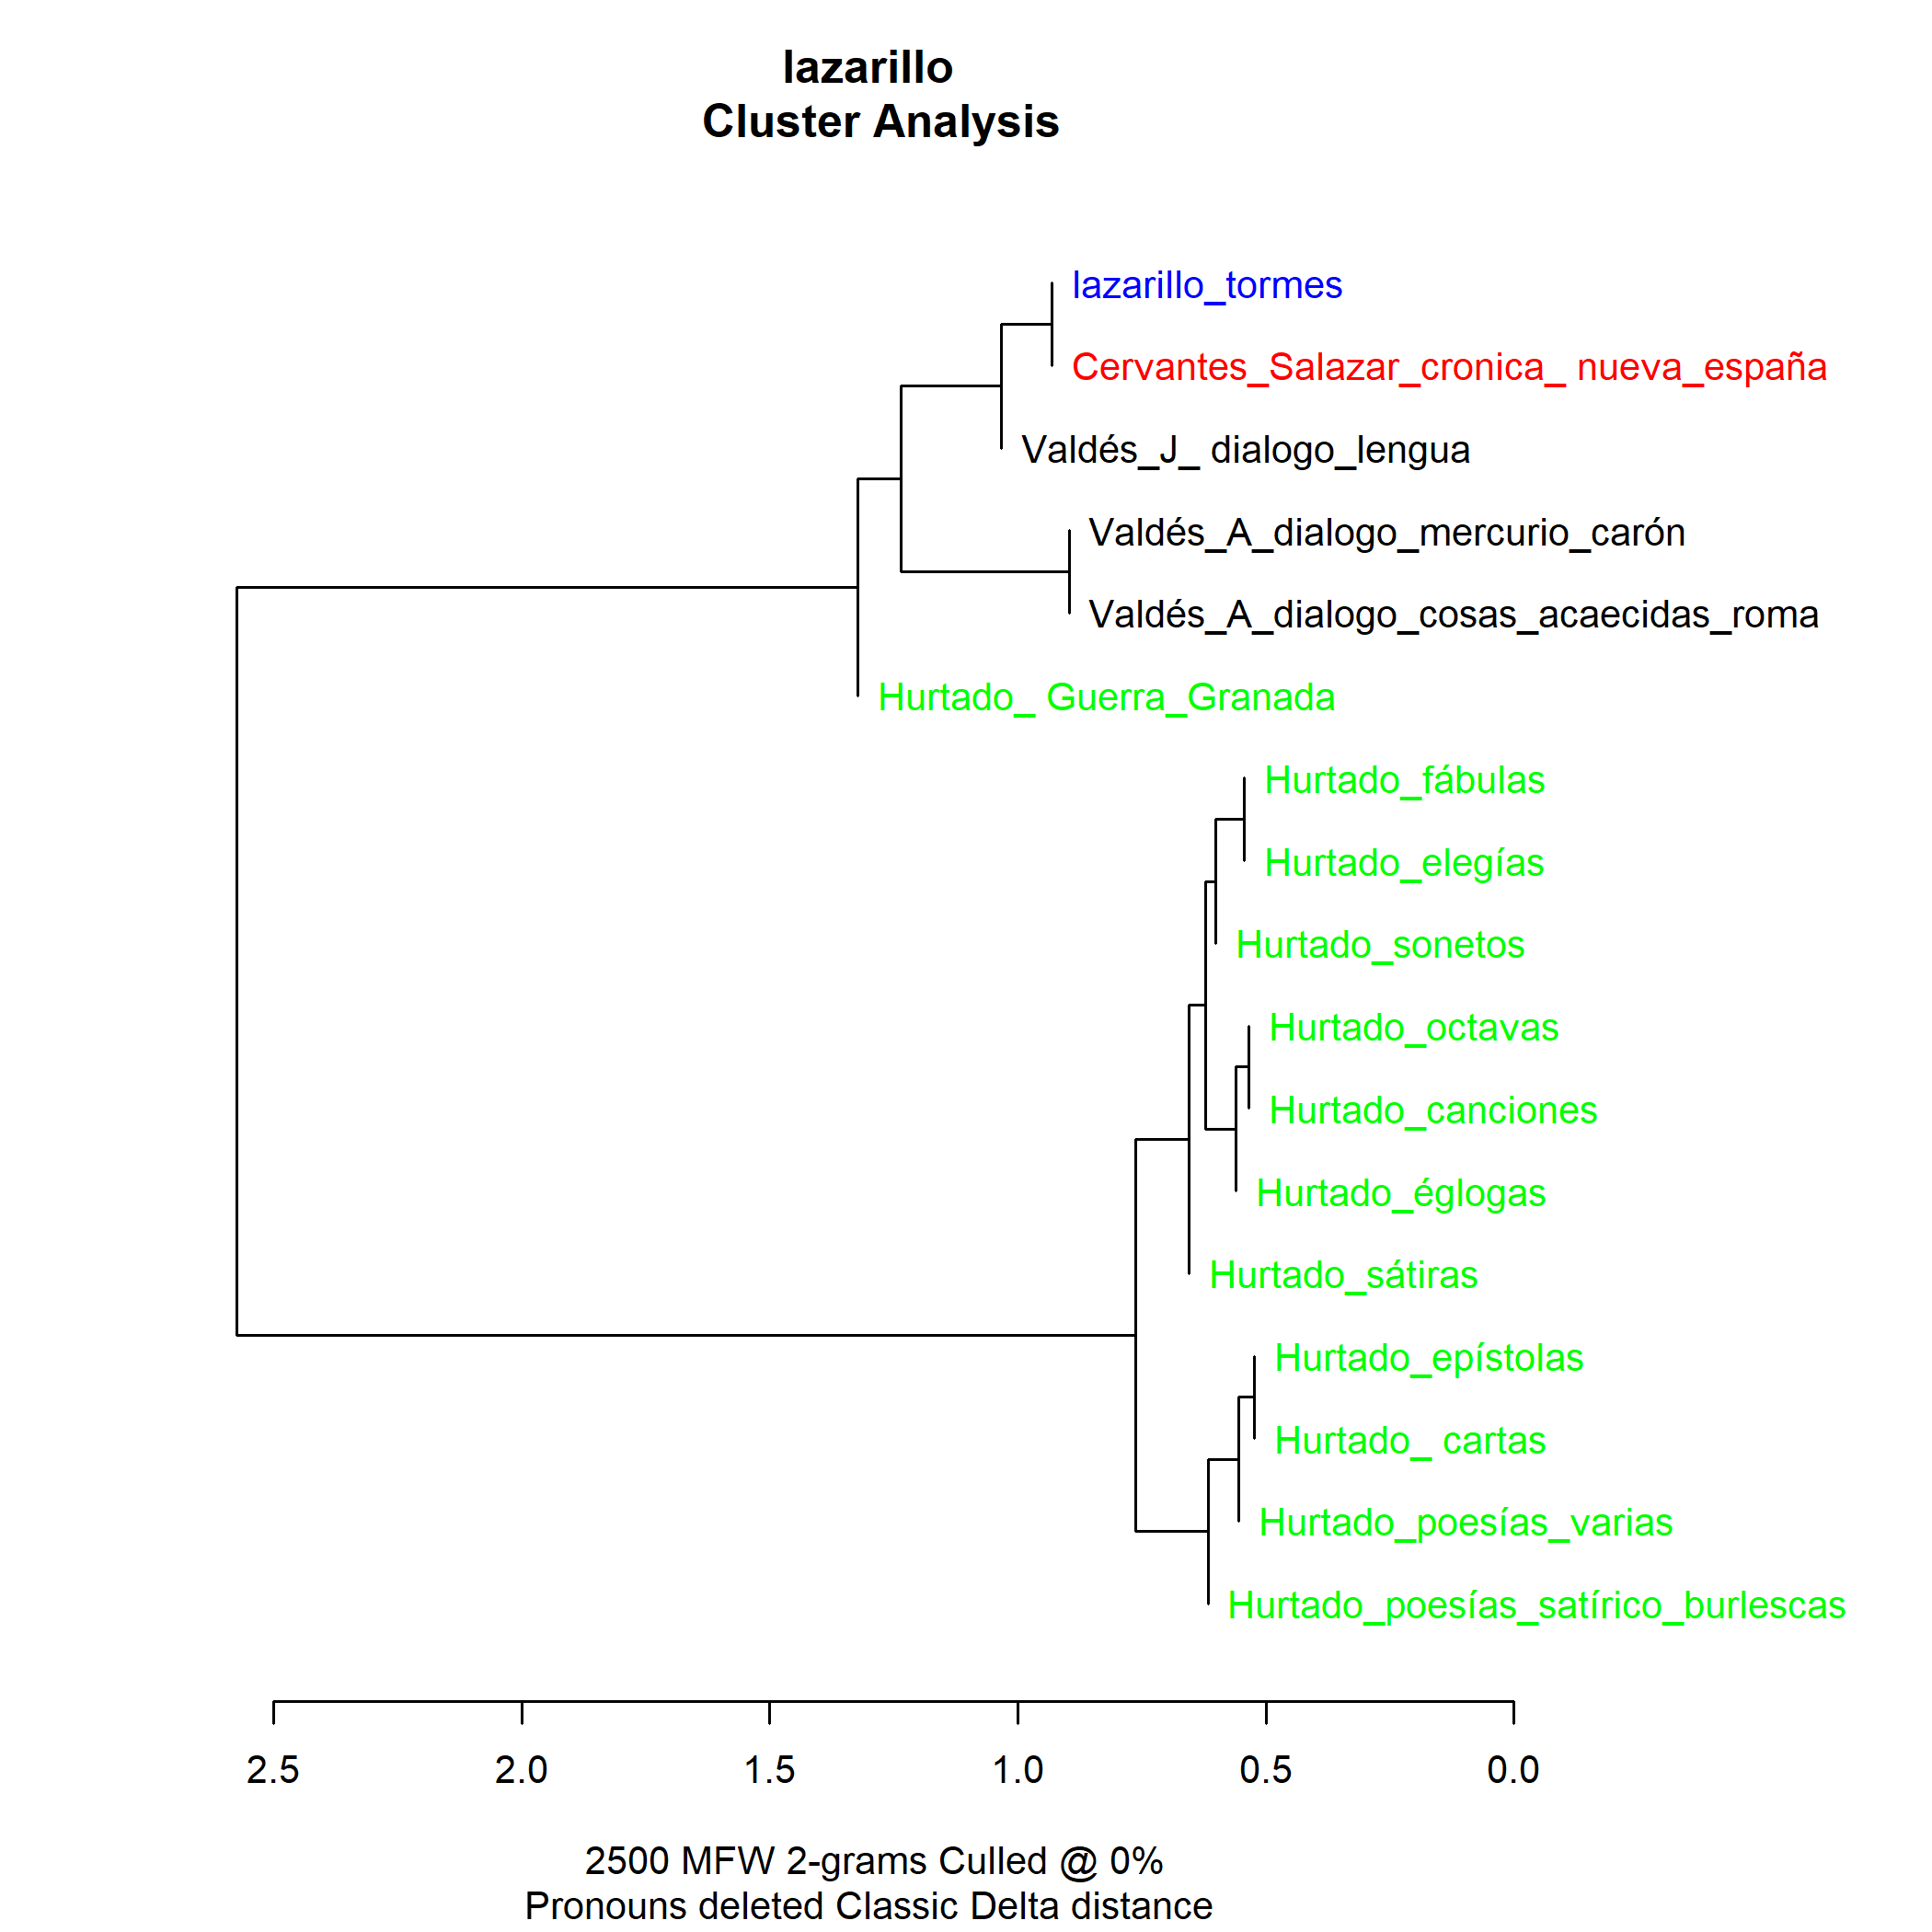 lazarillo
Cluster Analysis
lazarillo_tormes
Cervantes_Salazar_cronica_ nueva_españa
Valdés_J_ dialogo_lengua
Valdés_A_dialogo_mercurio_carón
Valdés_A_dialogo_cosas_acaecidas_roma
Hurtado_ Guerra_Granada
Hurtado_fábulas
Hurtado_elegías
Hurtado_sonetos
Hurtado_octavas
Hurtado_canciones
Hurtado_églogas
Hurtado_sátiras
Hurtado_epístolas
Hurtado_ cartas
Hurtado_poesías_varias
Hurtado_poesías_satírico_burlescas
2.5 2.0 1.5 1.0 0.5 0.0
2500 MFW 2-grams Culled @ 0%
Pronouns deleted Classic Delta distance